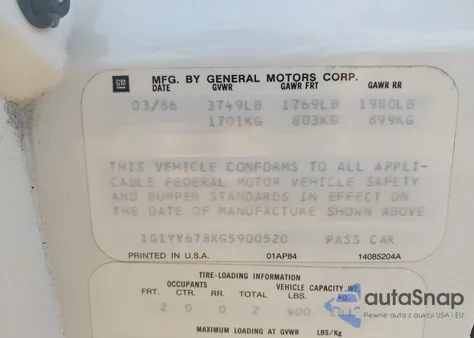 GM
MFG. BY GENERAL MOTORS CORP.
DATE GVWR GAWR FRT GAWR RR
03/86 3749LB 1769LB 1980LB
1701KG 803KG 899KG
THIS VEHICLE CONFORMS TO ALL APPLI-
CABLE FEDERAL MOTOR VEHICLE SAFETY
AND BUMPER STANDARDS IN EFFECT ON
THE DATE OF MANUFACTURE SHOWN ABOVE
1G1YY678XG5900520 PASS CAR
PRINTED IN U.S.A. 01AP84 14085204A
TIRE-LOADING INFORMATION
OCCUPANTS VEHICLE CAPACITY WT.
FRT. CTR. RR. TOTAL LBS. KG
2 0 0 2 400
MAXIMUM LOADING AT GVWR LBS/Kg
autoSnap
Pewne auta z aukcji w USA i EU